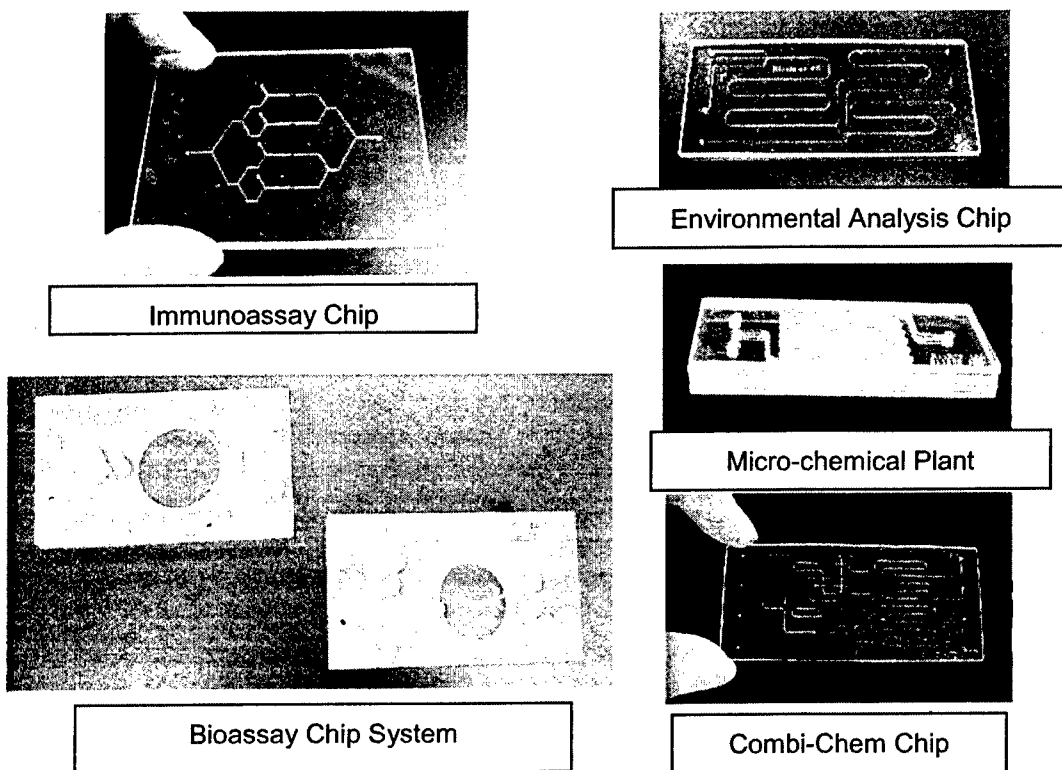 Immunoassay Chip
Environmental Analysis Chip
Micro-chemical Plant
Bioassay Chip System
Combi-Chem Chip